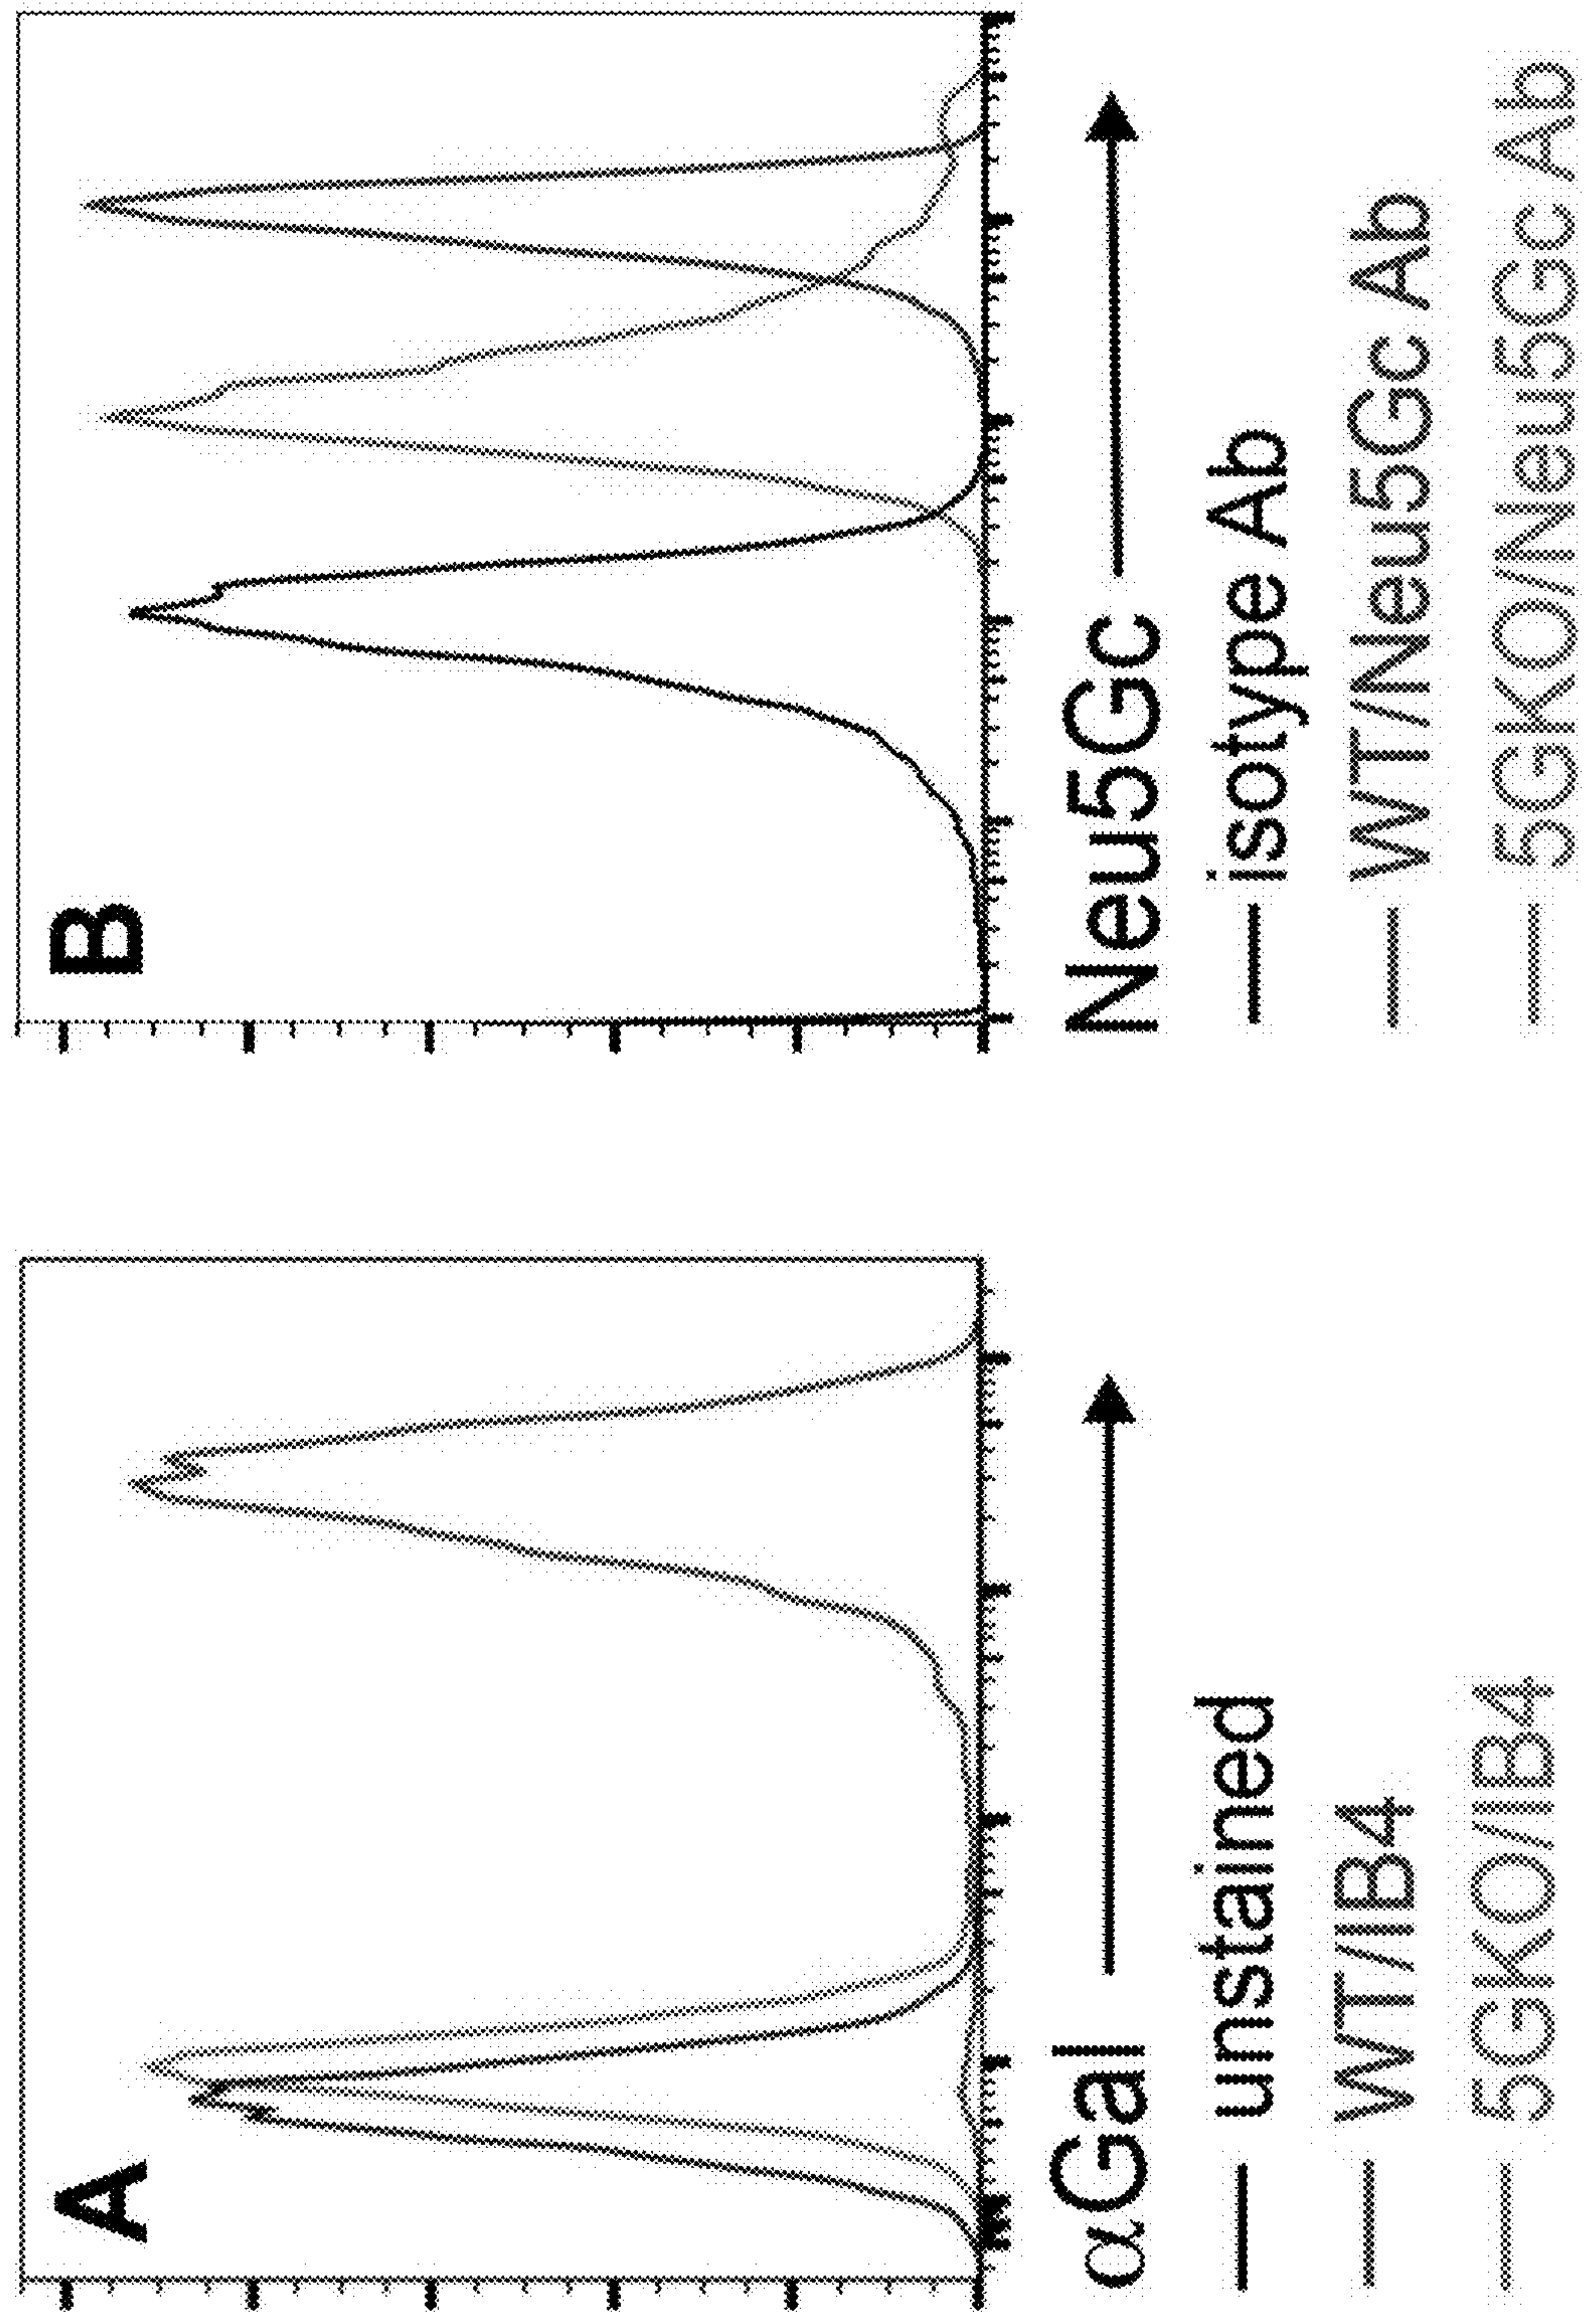 A
αGal
unstained
WT/IB4
5GKO/IB4
B
Neu5Gc
isotype Ab
WT/Neu5Gc Ab
5GKO/Neu5Gc Ab